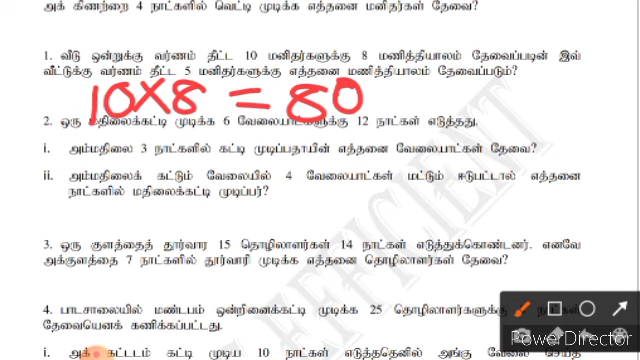 அக் கிணற்றை 4 நாட்களில் வெட்டி முடிக்க எத்தனை மனிதர்கள் தேவை?
1. வீடு ஒன்றுக்கு வர்ணம் தீட்ட 10 மனிதர்களுக்கு 8 மணித்தியாலம் தேவைப்படின் இவ்
வீட்டுக்கு வர்ணம் தீட்ட 5 மனிதர்களுக்கு எத்தனை மணித்தியாலம் தேவைப்படும்?
10×8 = 80
2. ஒரு மதிலைக்கட்டி முடிக்க 6 வேலையாட்களுக்கு 12 நாட்கள் எடுத்தது.
i. அம்மதிலை 3 நாட்களில் கட்டி முடிப்பதாயின் எத்தனை வேலையாட்கள் தேவை?
ii. அம்மதிலைக் கட்டும் வேலையில் 4 வேலையாட்கள் மட்டும் ஈடுபட்டால் எத்தனை
நாட்களில் மதிலைக்கட்டி முடிப்பர்?
3. ஒரு குளத்தைத் தூர்வார 15 தொழிலாளர்கள் 14 நாட்கள் எடுத்துக்கொண்டனர். எனவே
அக்குளத்தை 7 நாட்களில் தூர்வாரி முடிக்க எத்தனை தொழிலாளர்கள் தேவை?
4. பாடசாலையில் மண்டபம் ஒன்றினைக்கட்டி முடிக்க 25 தொழிலாளர்களுக்கு நாட்கள்
தேவையெனக் கணிக்கப்பட்டது.
PowerDirector
i. அக் கட்டடம் கட்டி முடிய 10 நாட்கள் எடுத்ததெனில் அங்கு வேலை செய்த